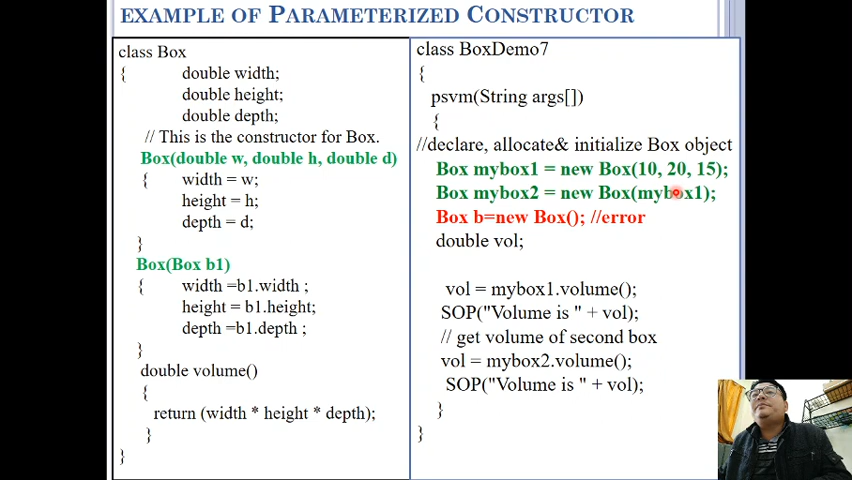 EXAMPLE OF PARAMETERIZED CONSTRUCTOR
class Box
{ double width;
double height;
double depth;
// This is the constructor for Box.
Box(double w, double h, double d)
{ width = w;
height = h;
depth = d;
}
Box(Box b1)
{ width =b1.width ;
height = b1.height;
depth =b1.depth ;
}
double volume()
{
return (width * height * depth);
}
}
class BoxDemo7
{
psvm(String args[])
{
//declare, allocate& initialize Box object
Box mybox1 = new Box(10, 20, 15);
Box mybox2 = new Box(mybox1);
Box b=new Box(); //error
double vol;
vol = mybox1.volume();
SOP("Volume is " + vol);
// get volume of second box
vol = mybox2.volume();
SOP("Volume is " + vol);
}
}